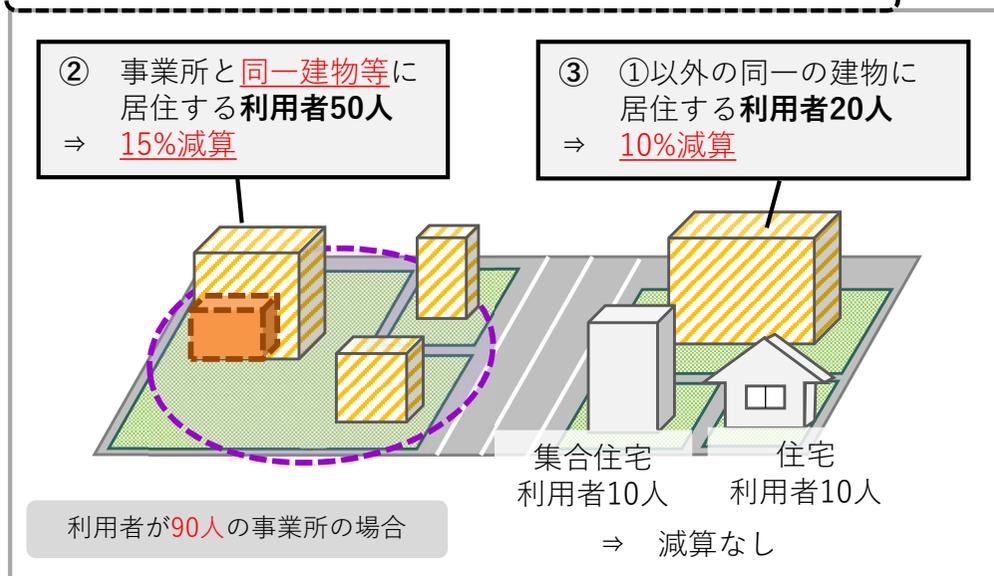 ② 事業所と同一建物等に
居住する利用者50人
⇒ 15%減算
③ ①以外の同一の建物に
居住する利用者20人
⇒ 10%減算
集合住宅
利用者10人
住宅
利用者10人
⇒ 減算なし
利用者が90人の事業所の場合